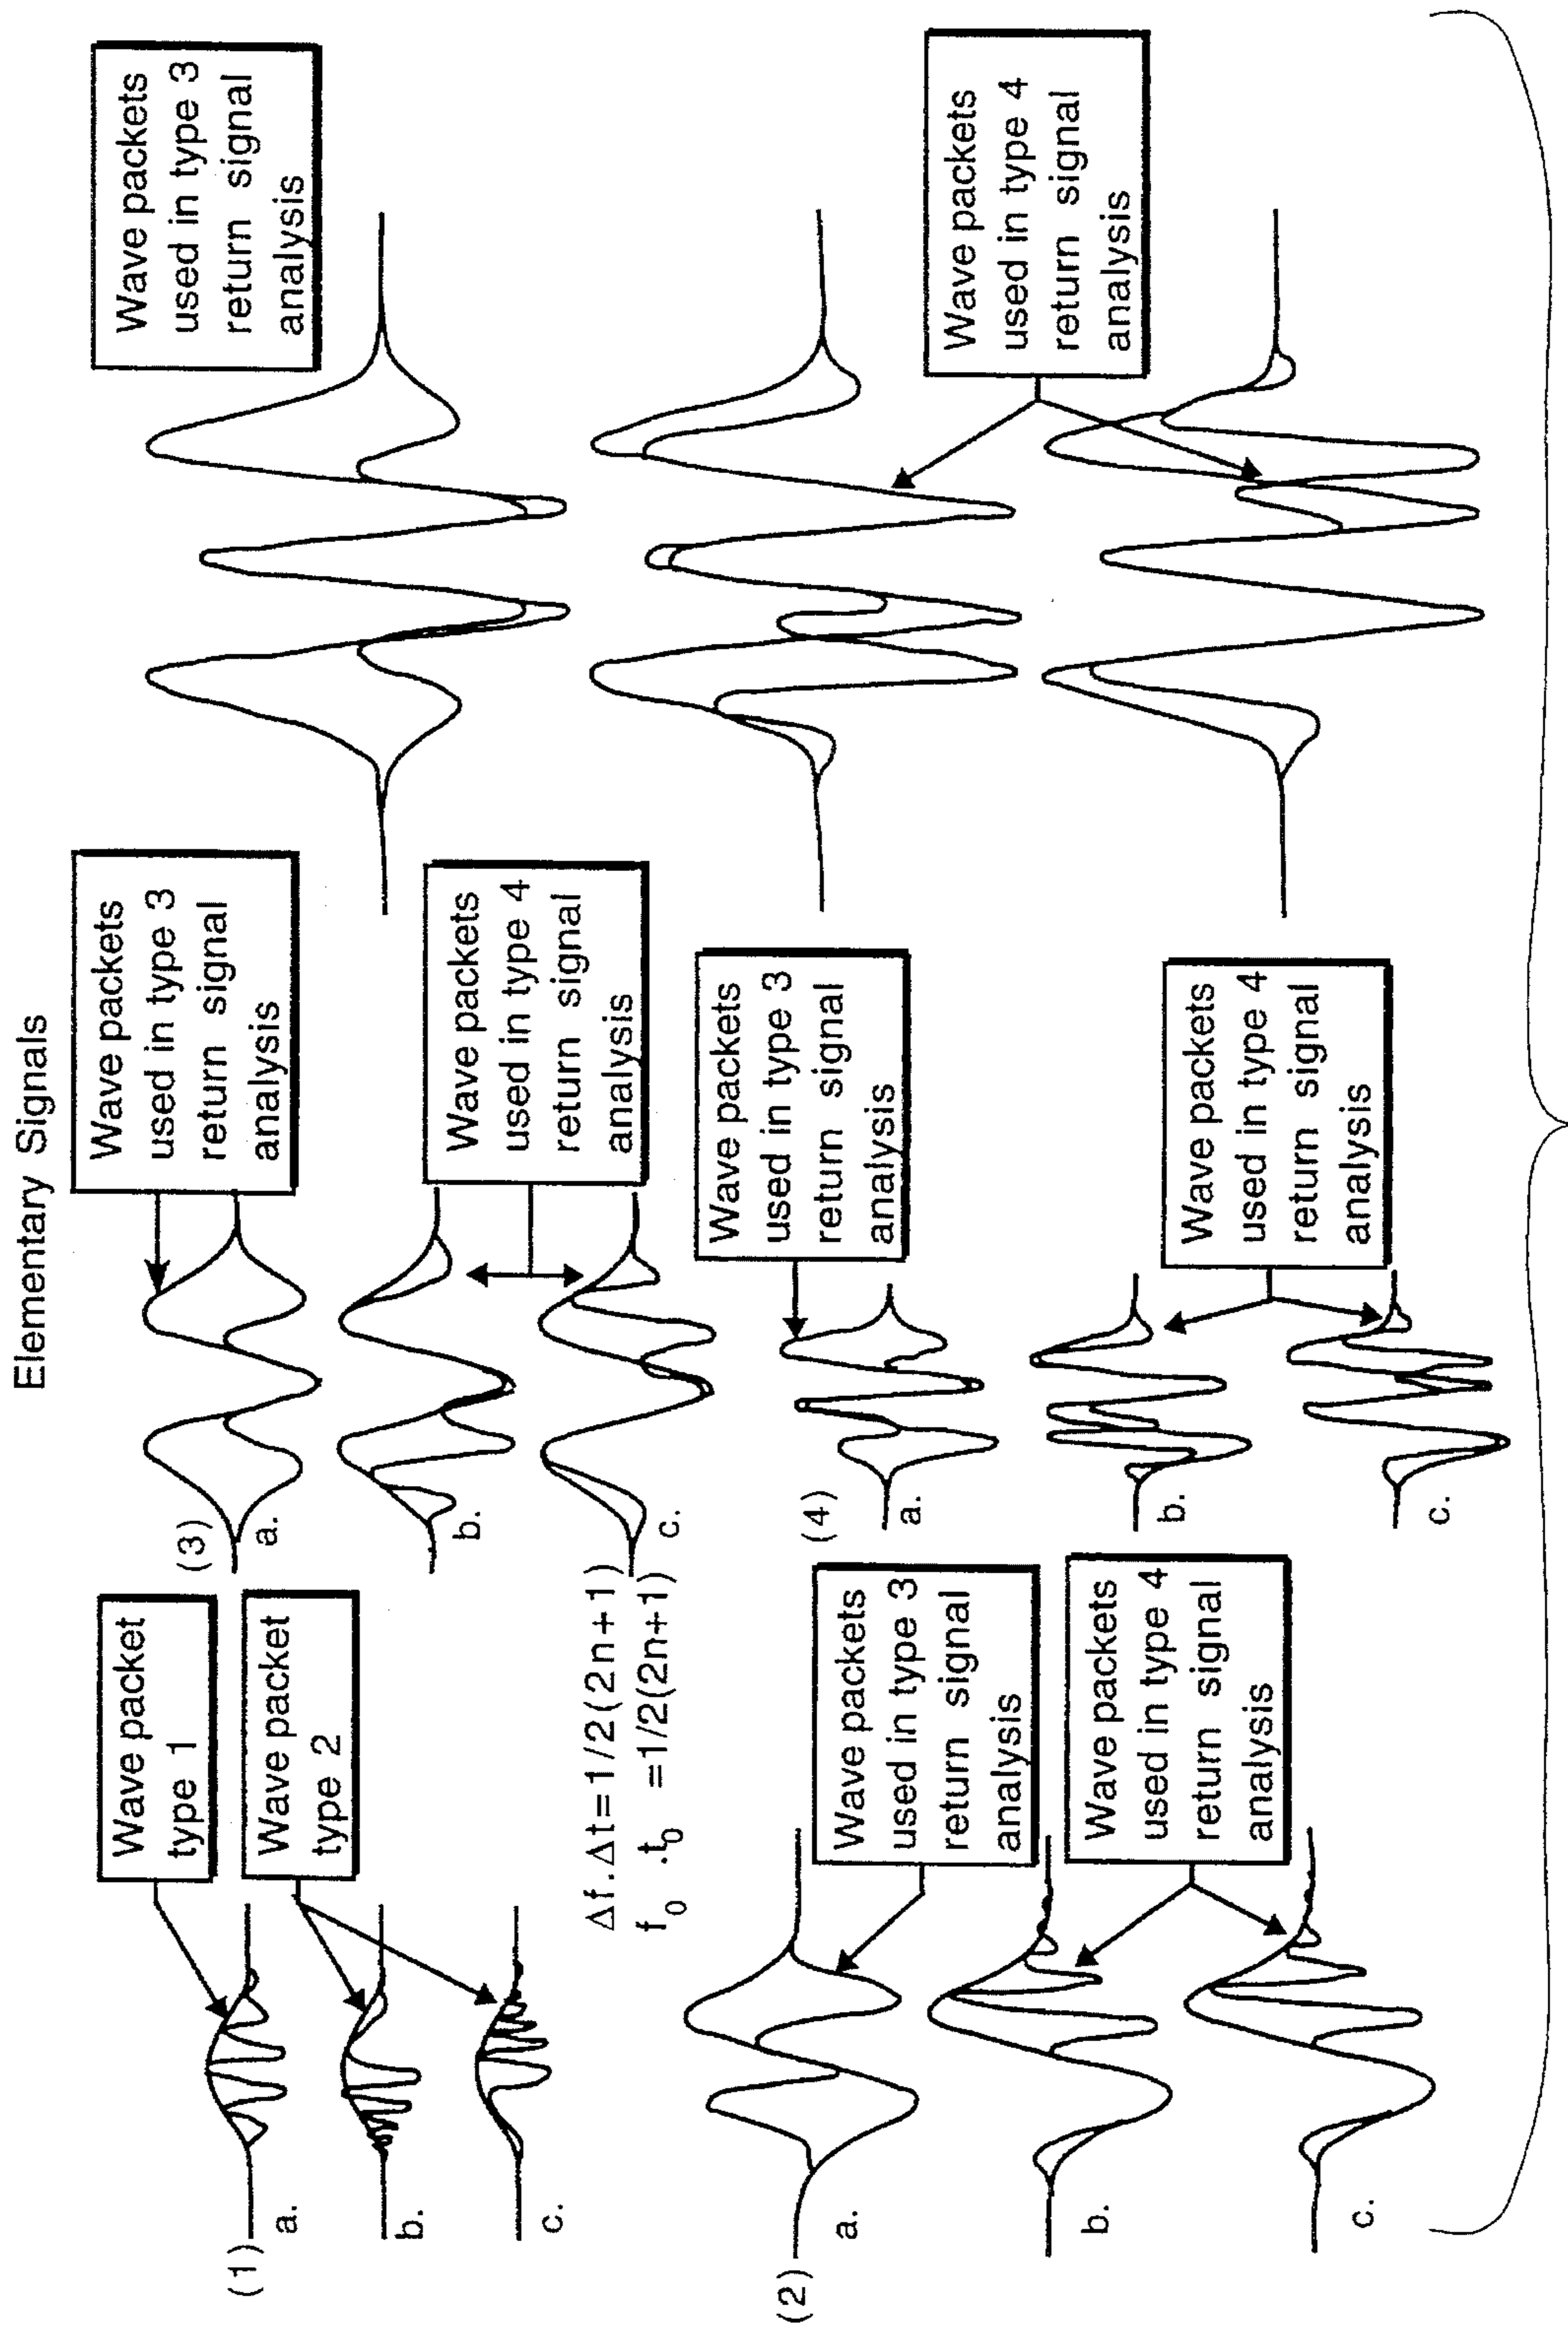 Elementary Signals
(1)
a.
Wave packet
type 1
b.
Wave packet
type 2
c.
Δf.Δt=1/2(2n+1)
f0 .t0 =1/2(2n+1)
(2)
a.
Wave packets
used in type 3
return signal
analysis
b.
Wave packets
used in type 4
return signal
analysis
c.
(3)
a.
Wave packets
used in type 3
return signal
analysis
b.
Wave packets
used in type 4
return signal
analysis
c.
(4)
a.
Wave packets
used in type 3
return signal
analysis
b.
Wave packets
used in type 4
return signal
analysis
c.
Wave packets
used in type 3
return signal
analysis
Wave packets
used in type 4
return signal
analysis